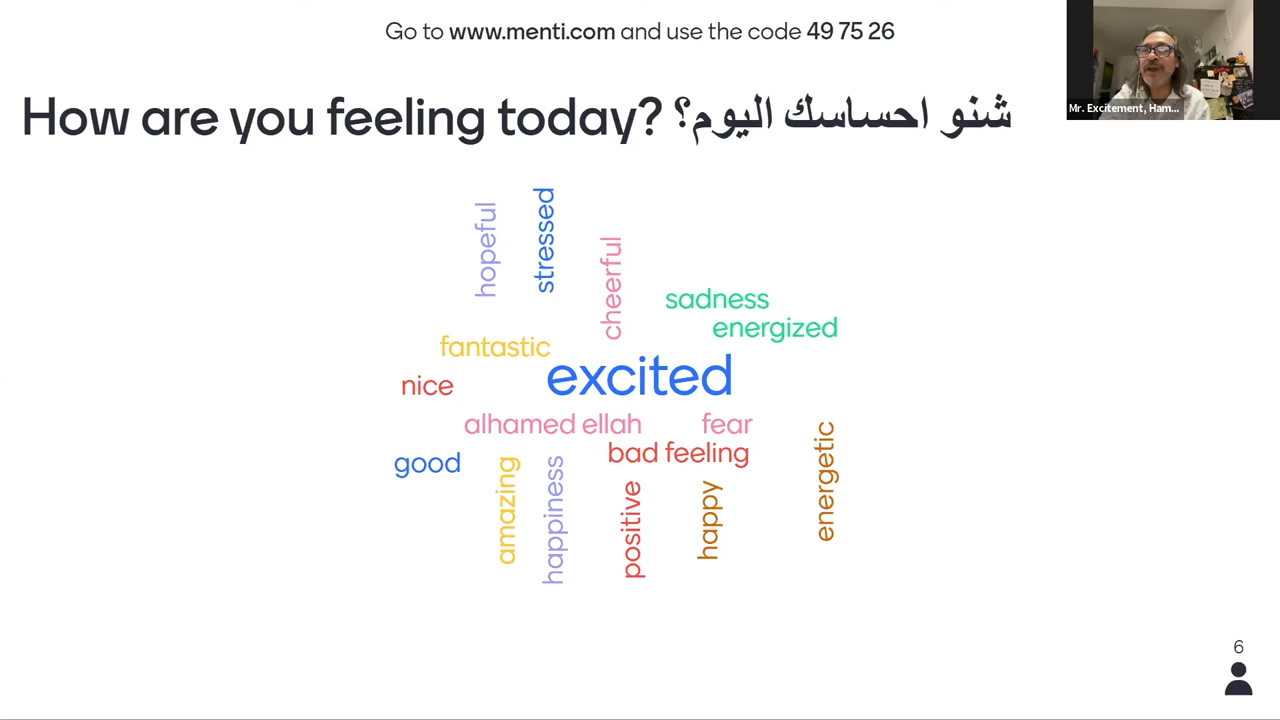 Go to www.menti.com and use the code 49 75 26
Mr. Excitement, Ham...
How are you feeling today? شنو احساسك اليوم؟
hopeful
stressed
cheerful
sadness
energized
fantastic
excited
nice
alhamed ellah
fear
bad feeling
good
amazing
happiness
positive
happy
energetic
6